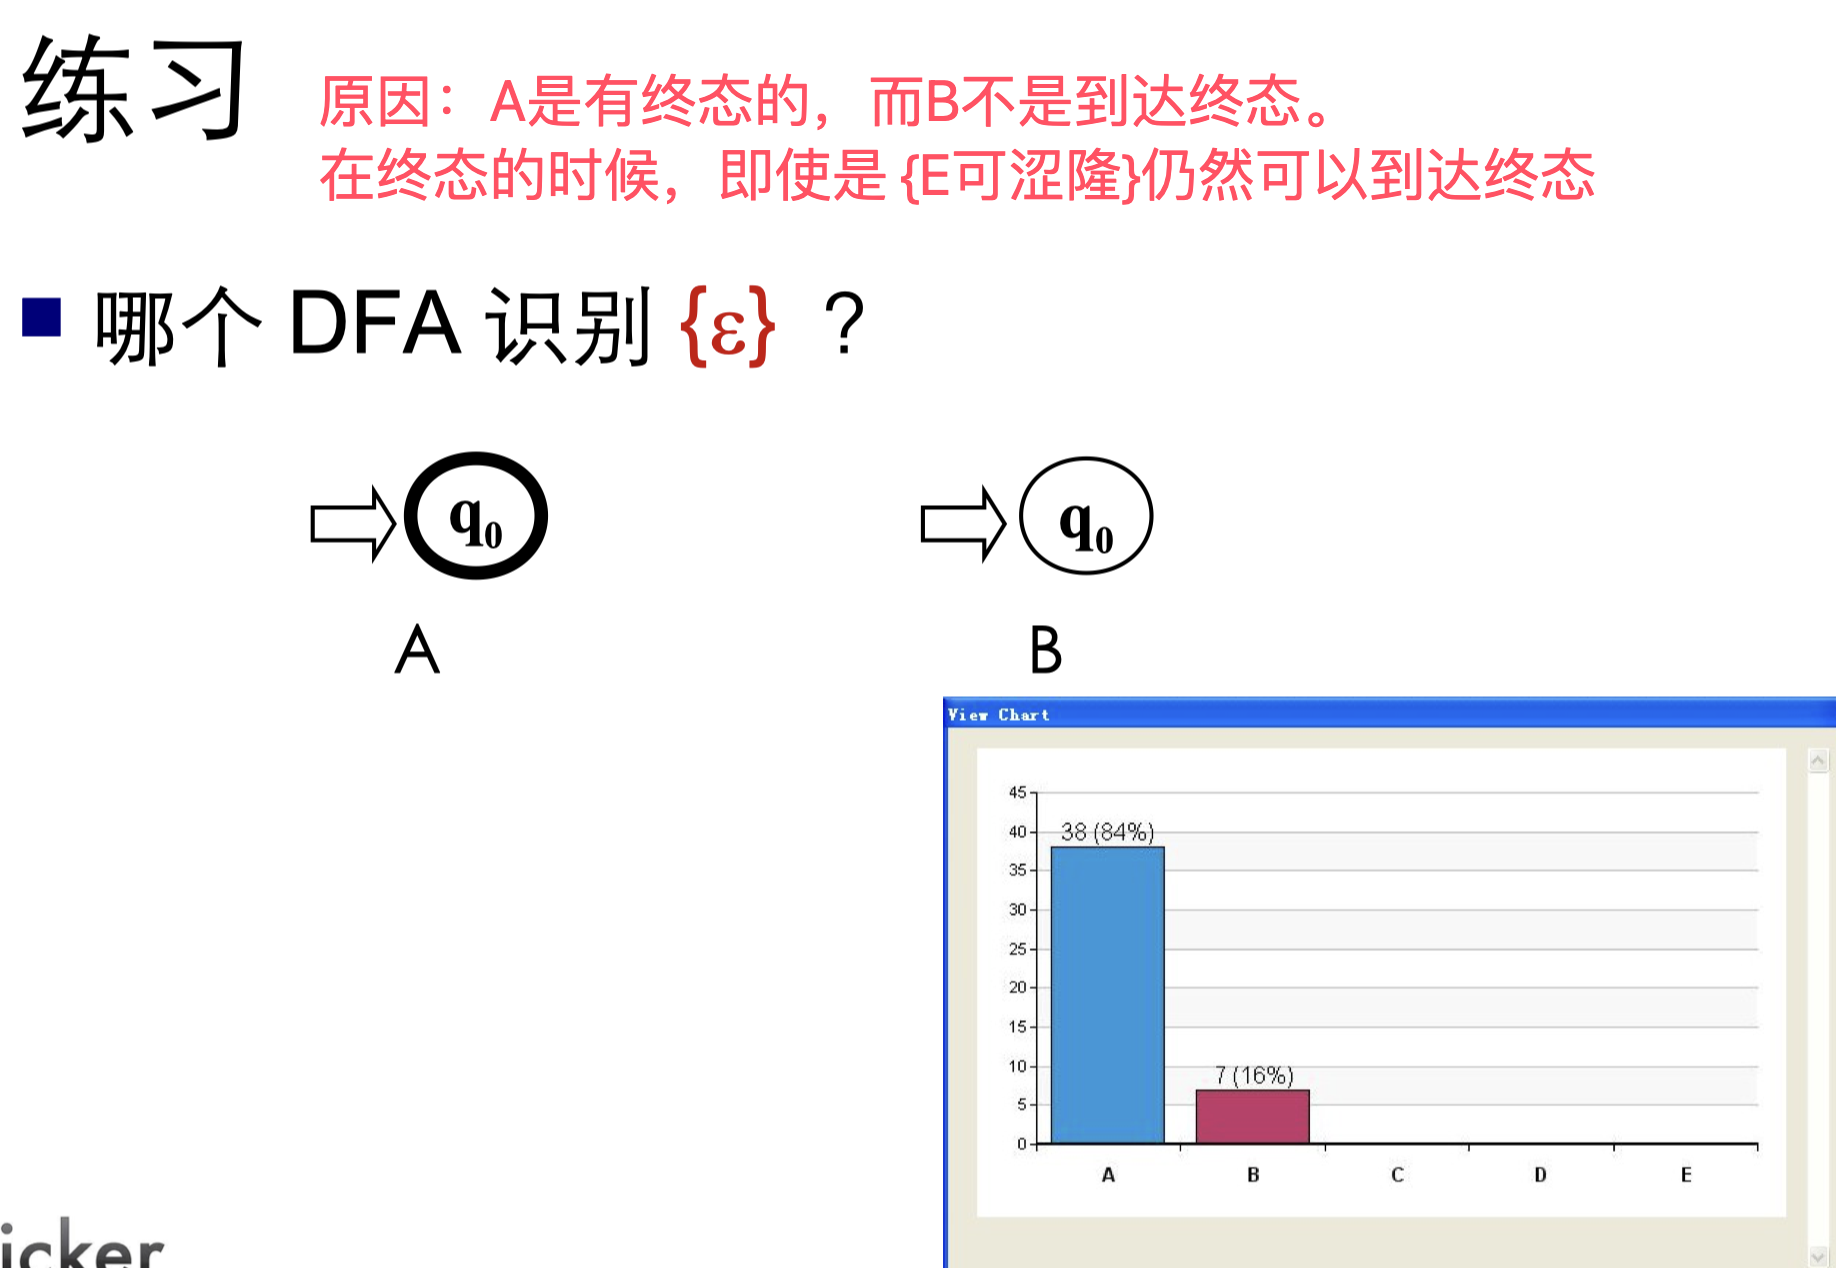 练习
原因：A是有终态的，而B不是到达终态。
在终态的时候，即使是 {E可涩隆}仍然可以到达终态
哪个 DFA 识别 {ε} ？
q0
q0
A
B
View Chart
45
40
35
30
25
20
15
10
5
0
38 (84%)
7 (16%)
A
B
C
D
E
icker